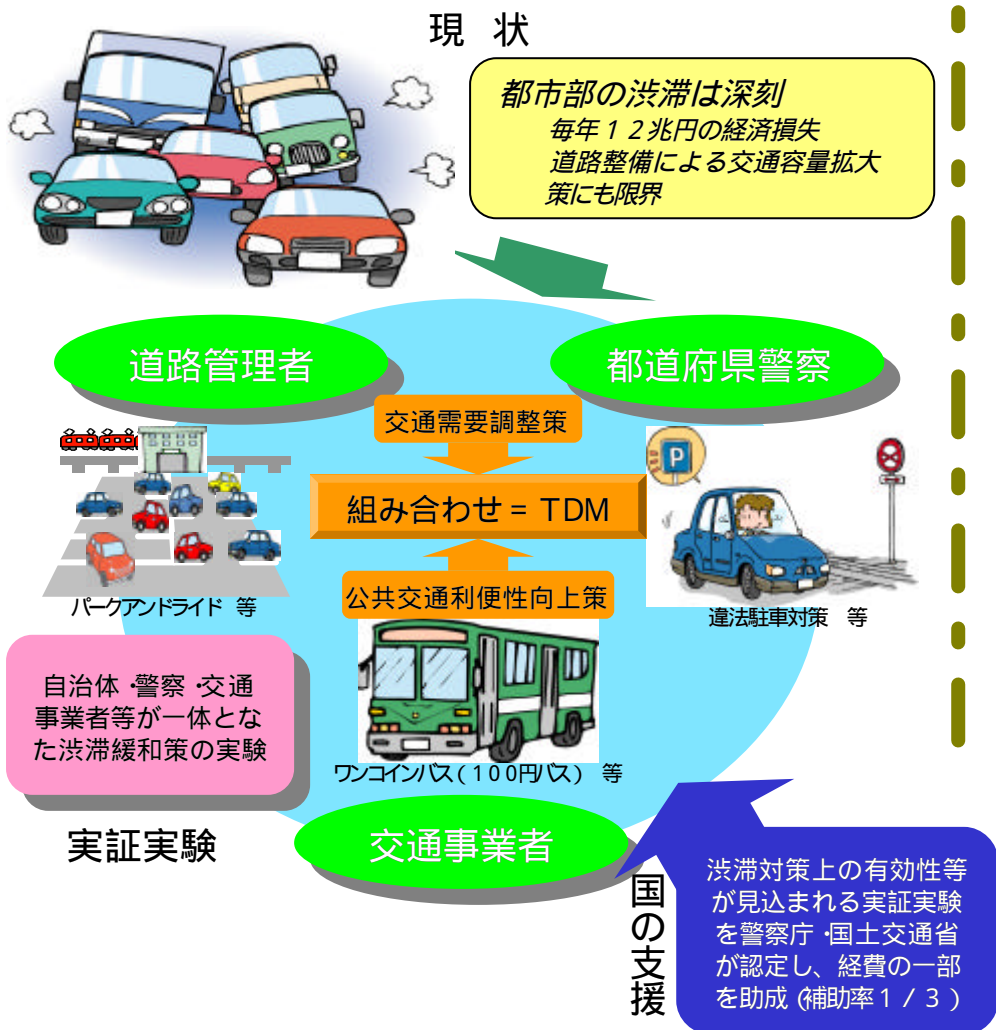 現 状
都市部の渋滞は深刻
毎年１２兆円の経済損失
道路整備による交通容量拡大
策にも限界
道路管理者
都道府県警察
交通需要調整策
組み合わせ = TDM
P
パークアンドライド 等
公共交通利便性向上策
違法駐車対策 等
自治体・警察・交通
事業者等が一体とな
た渋滞緩和策の実験
ワンコインバス(１００円バス) 等
実証実験
交通事業者
国の支援
渋滞対策上の有効性等
が見込まれる実証実験
を警察庁・国土交通省
が認定し、経費の一部
を助成(補助率１/３)